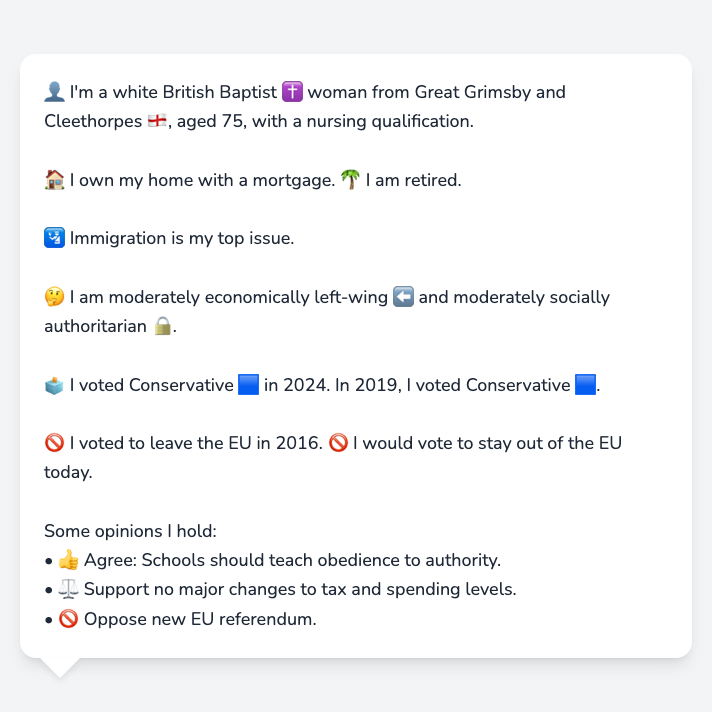 👤 I'm a white British Baptist ✝️ woman from Great Grimsby and
Cleethorpes 🏴󠁧󠁢󠁥󠁮󠁧󠁿, aged 75, with a nursing qualification.
🏠 I own my home with a mortgage. 🌴 I am retired.
🛂 Immigration is my top issue.
🤔 I am moderately economically left-wing ⬅️ and moderately socially
authoritarian 🔒.
🗳️ I voted Conservative 🟦 in 2024. In 2019, I voted Conservative 🟦.
🚫 I voted to leave the EU in 2016. 🚫 I would vote to stay out of the EU
today.
Some opinions I hold:
• 👍 Agree: Schools should teach obedience to authority.
• ⚖️ Support no major changes to tax and spending levels.
• 🚫 Oppose new EU referendum.